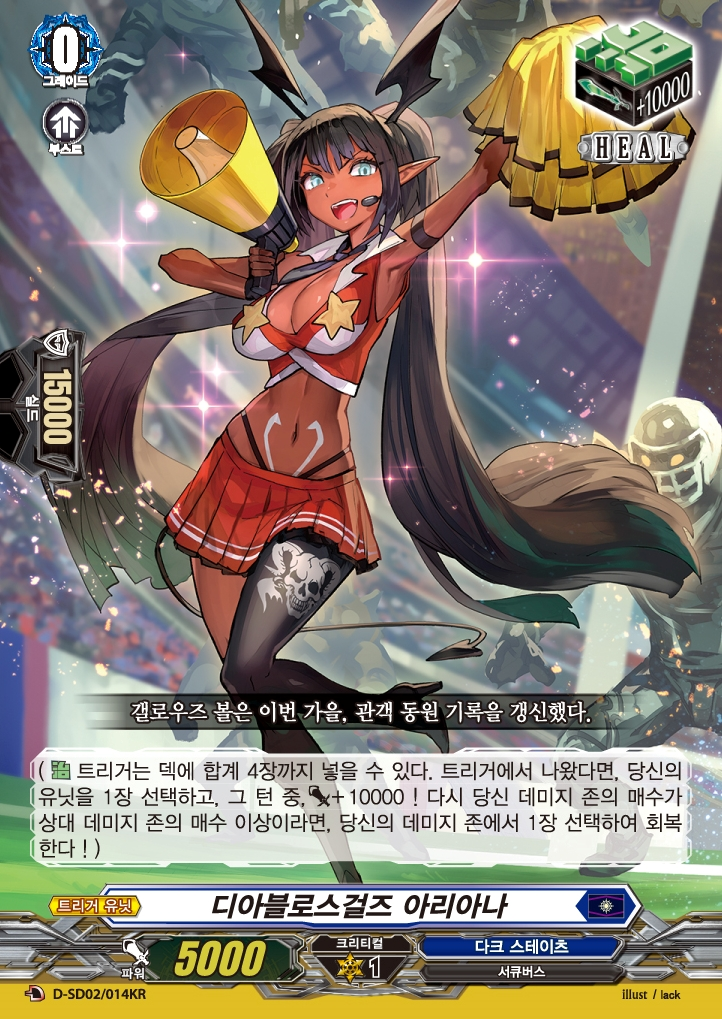 0
그레이드
부스트
治
+10000
HEAL
15000
실드
갤로우즈 볼은 이번 가을, 관객 동원 기록을 갱신했다.
( 治 트리거는 덱에 합계 4장까지 넣을 수 있다. 트리거에서 나왔다면, 당신의
유닛을 1장 선택하고, 그 턴 중, +10000 ! 다시 당신 데미지 존의 매수가
상대 데미지 존의 매수 이상이라면, 당신의 데미지 존에서 1장 선택하여 회복
한다 ! )
트리거 유닛
디아블로스걸즈 아리아나
파워
5000
크리티컬
1
다크 스테이츠
서큐버스
D-SD02/014KR
illust / lack